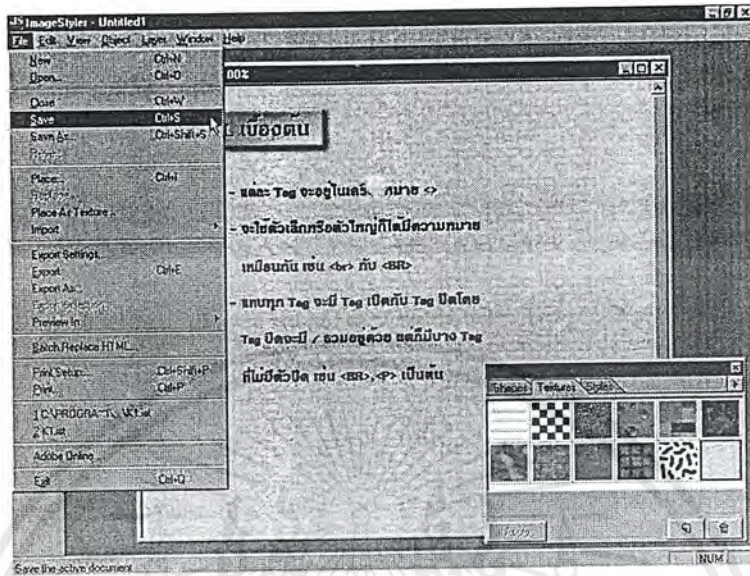 ImageStyler - Untitled1
File Edit View Object Layer Window Help
New Ctrl+N
Open... Ctrl+O
Close Ctrl+W
Save Ctrl+S
Save As... Ctrl+Shift+S
Place... Ctrl+I
Replace...
Place As Texture...
Import
Export Settings...
Export Ctrl+E
Export As...
Export Selection...
Preview In
Batch Replace HTML...
Print Setup... Ctrl+Shift+P
Print... Ctrl+P
Adobe Online...
Exit Ctrl+Q
00%
เบื้องต้น
- แต่ละ Tag จะอยู่ในเครื่องหมาย <>
- จะใช้ตัวเล็กหรือตัวใหญ่ก็ได้มีความหมาย
เหมือนกัน เช่น <br> กับ <BR>
- แทบทุก Tag จะมี Tag เปิดกับ Tag ปิดโดย
Tag ปิดจะมี / รวมอยู่ด้วย แต่ก็มีบาง Tag
ที่ไม่มีตัวปิด เช่น <BR>,<P> เป็นต้น
Shapes Textures Styles
Apply
Save the active document
NUM